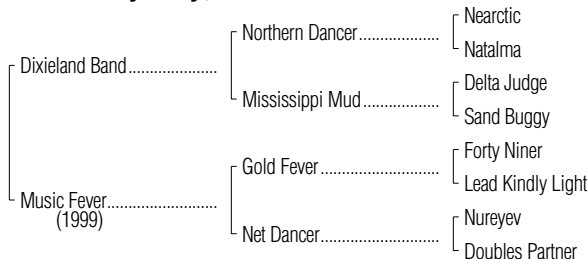 Nearctic
Northern Dancer....................
Natalma
Dixieland Band......................
Delta Judge
Mississippi Mud...................
Sand Buggy
Forty Niner
Gold Fever..............................
Lead Kindly Light
Music Fever...........................
(1999)
Nureyev
Net Dancer..............................
Doubles Partner